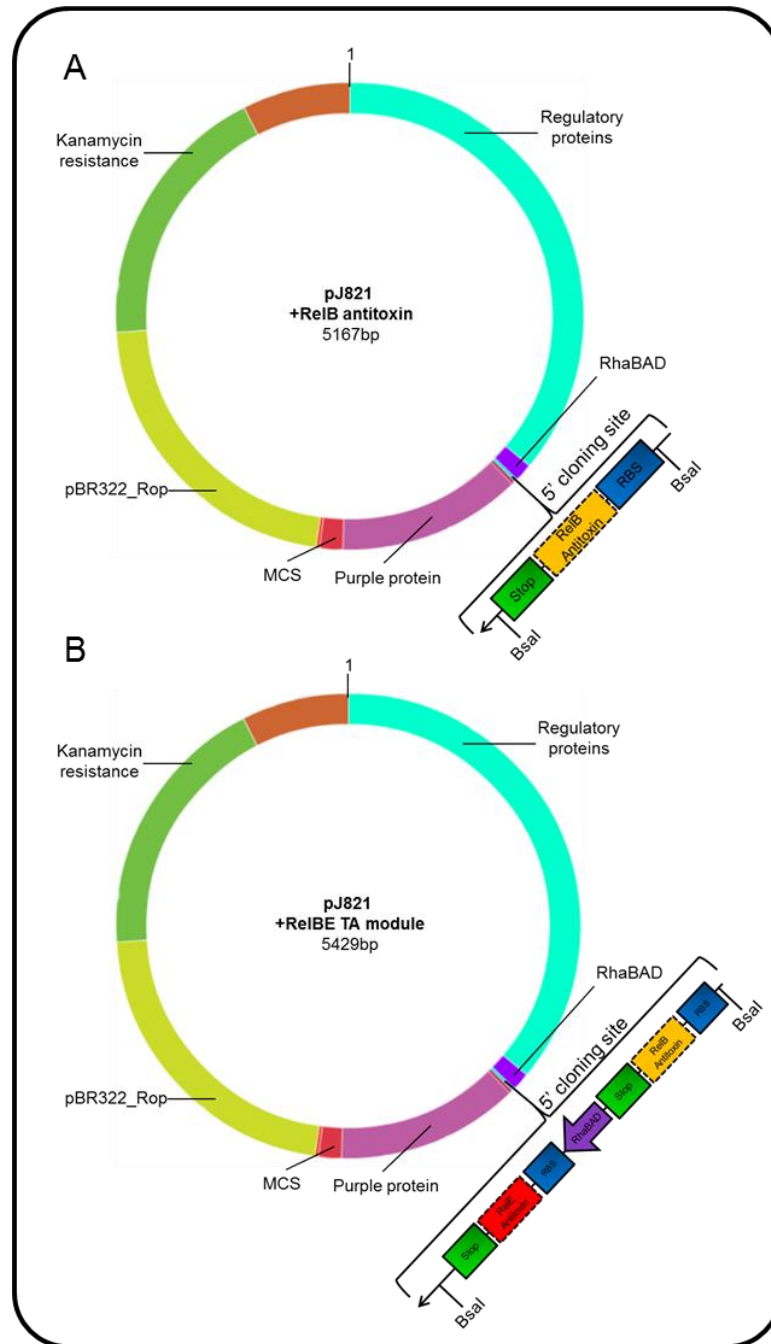 A
1
Kanamycin
resistance
Regulatory
proteins
pJ821
+RelB antitoxin
5167bp
RhaBAD
5' cloning site
BsaI
RBS
RelB
Antitoxin
Stop
BsaI
pBR322_Rop
MCS
Purple protein
B
1
Kanamycin
resistance
Regulatory
proteins
pJ821
+RelBE TA module
5429bp
RhaBAD
5' cloning site
BsaI
RBS
RelB
Antitoxin
Stop
RhaBAD
RBS
RelE
Antitoxin
Stop
BsaI
pBR322_Rop
MCS
Purple protein